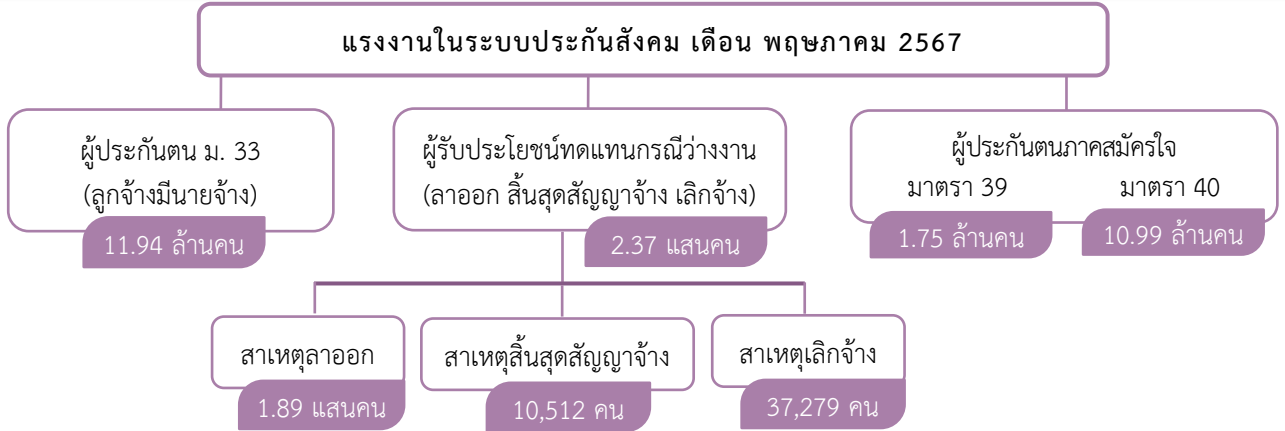 แรงงานในระบบประกันสังคม เดือน พฤษภาคม 2567
ผู้ประกันตน ม. 33
(ลูกจ้างมีนายจ้าง)
11.94 ล้านคน
ผู้รับประโยชน์ทดแทนกรณีว่างงาน
(ลาออก สิ้นสุดสัญญาจ้าง เลิกจ้าง)
2.37 แสนคน
ผู้ประกันตนภาคสมัครใจ
มาตรา 39 มาตรา 40
1.75 ล้านคน 10.99 ล้านคน
สาเหตุลาออก
1.89 แสนคน
สาเหตุสิ้นสุดสัญญาจ้าง
10,512 คน
สาเหตุเลิกจ้าง
37,279 คน